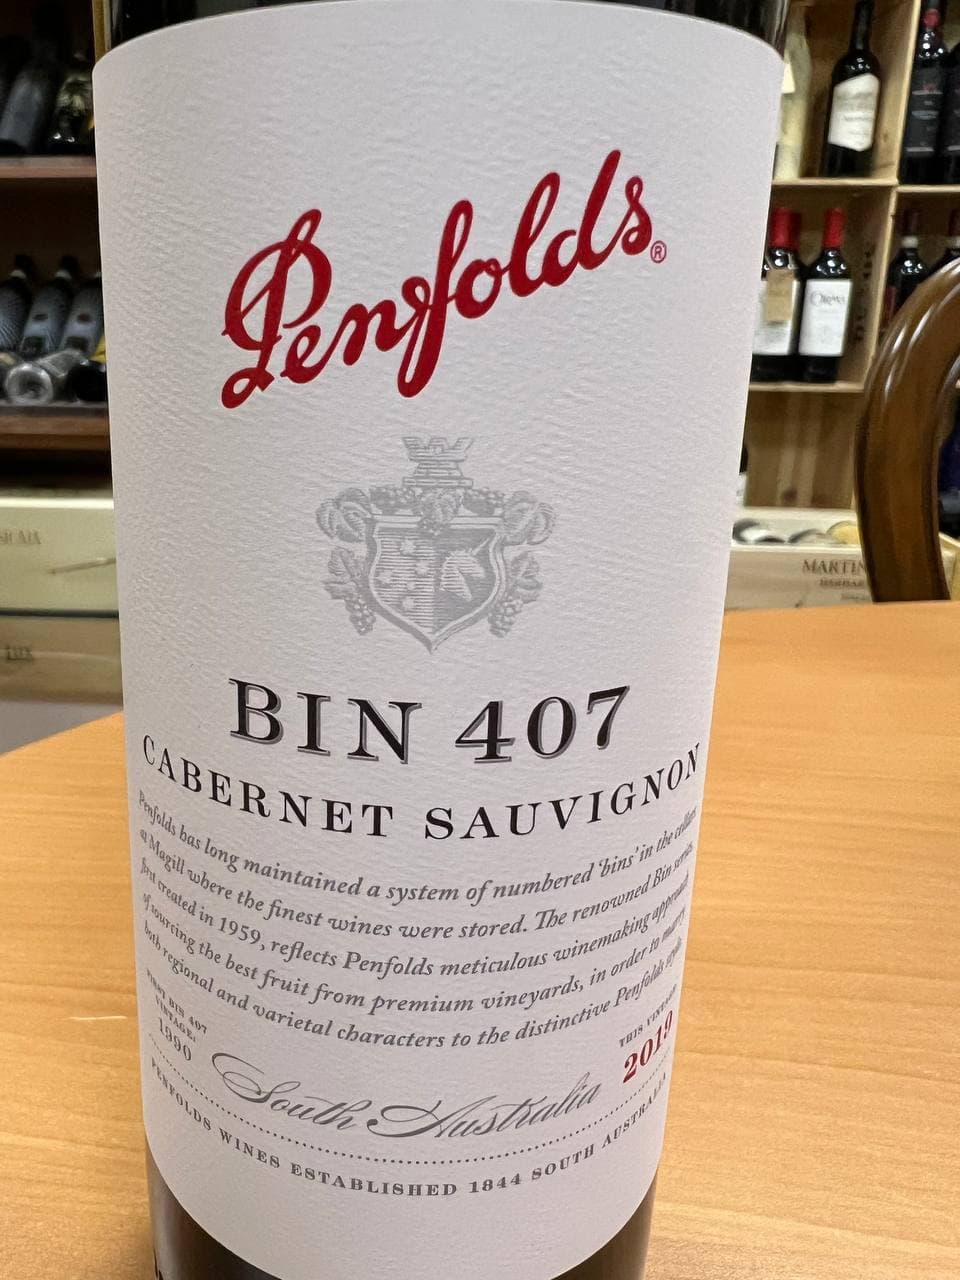 Penfolds®
BIN 407
CABERNET SAUVIGNON
Penfolds has long maintained a system of numbered 'bins' in the cellars
at Magill where the finest wines were stored. The renowned Bin series,
first created in 1959, reflects Penfolds meticulous winemaking approach
of sourcing the best fruit from premium vineyards, in order to marry
both regional and varietal characters to the distinctive Penfolds style.
FIRST BIN 407
VINTAGE:
1990
THIS VINTAGE
2019
South Australia
PENFOLDS WINES ESTABLISHED 1844 SOUTH AUSTRALIA
MARTIN
LUX